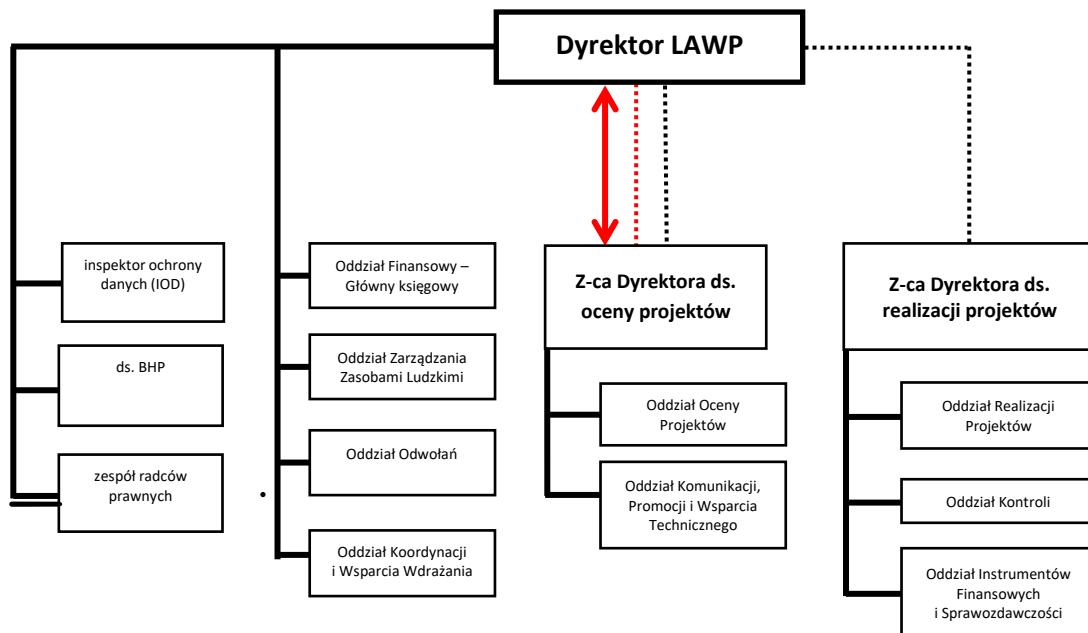 Dyrektor LAWP
inspektor ochrony
danych (IOD)
ds. BHP
zespół radców
prawnych
Oddział Finansowy –
Główny księgowy
Oddział Zarządzania
Zasobami Ludzkimi
Oddział Odwołań
Oddział Koordynacji
i Wsparcia Wdrażania
Z-ca Dyrektora ds.
oceny projektów
Oddział Oceny
Projektów
Oddział Komunikacji,
Promocji i Wsparcia
Technicznego
Z-ca Dyrektora ds.
realizacji projektów
Oddział Realizacji
Projektów
Oddział Kontroli
Oddział Instrumentów
Finansowych
i Sprawozdawczości